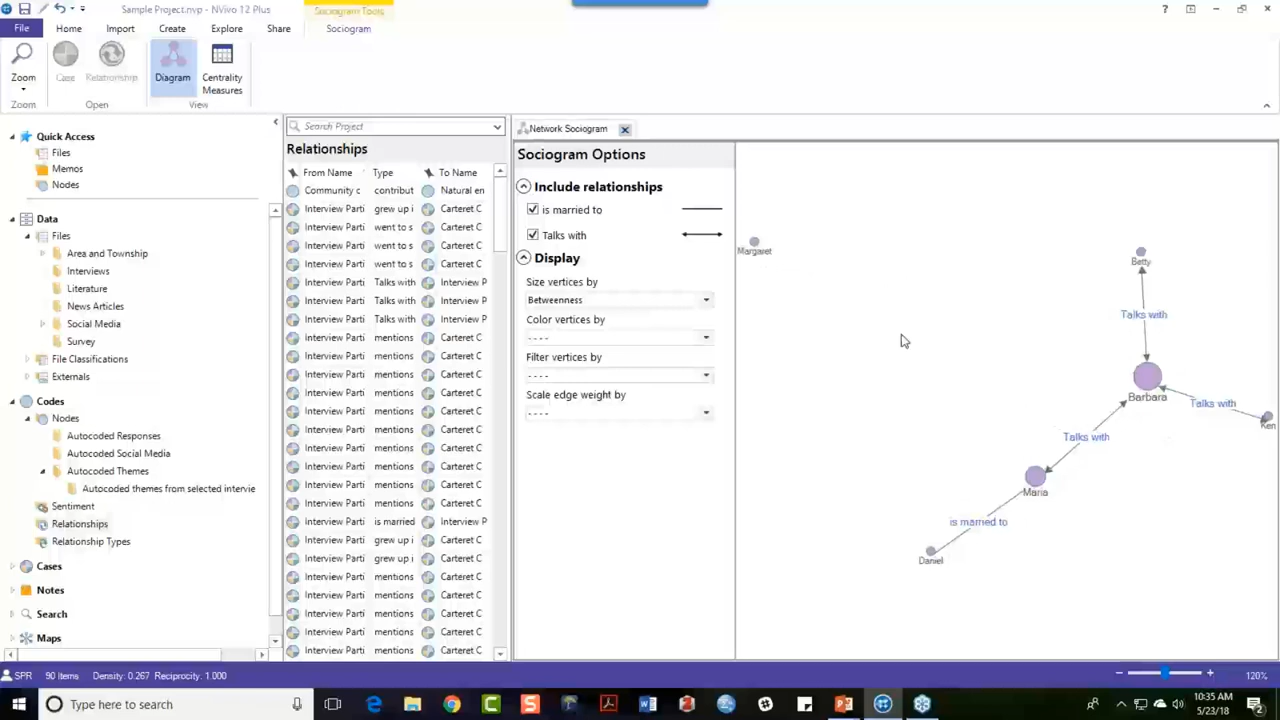 Sample Project.nvp - NVivo 12 Plus
Sociogram Tools
File
Home
Import
Create
Explore
Share
Sociogram
Zoom
Case
Relationship
Diagram
Centrality
Measures
Zoom
Open
View
Quick Access
Files
Memos
Nodes
Data
Files
Area and Township
Interviews
Literature
News Articles
Social Media
Survey
File Classifications
Externals
Codes
Nodes
Autocoded Responses
Autocoded Social Media
Autocoded Themes
Autocoded themes from selected intervie
Sentiment
Relationships
Relationship Types
Cases
Notes
Search
Maps
Search Project
Relationships
From Name Type To Name
Community c contribut Natural en
Interview Parti grew up i Carteret C
Interview Parti went to s Carteret C
Interview Parti went to s Carteret C
Interview Parti went to s Carteret C
Interview Parti Talks with Interview P
Interview Parti Talks with Interview P
Interview Parti Talks with Interview P
Interview Parti mentions Carteret C
Interview Parti mentions Carteret C
Interview Parti mentions Carteret C
Interview Parti mentions Carteret C
Interview Parti mentions Carteret C
Interview Parti mentions Carteret C
Interview Parti mentions Carteret C
Interview Parti mentions Carteret C
Interview Parti mentions Carteret C
Interview Parti mentions Carteret C
Interview Parti is married Interview P
Interview Parti grew up i Carteret C
Interview Parti grew up i Carteret C
Interview Parti mentions Carteret C
Interview Parti mentions Carteret C
Interview Parti mentions Carteret C
Interview Parti mentions Carteret C
Interview Parti mentions Carteret C
Network Sociogram
Sociogram Options
Include relationships
is married to
Talks with
Display
Size vertices by
Betweenness
Color vertices by
----
Filter vertices by
----
Scale edge weight by
----
Margaret
Betty
Talks with
Barbara
Talks with
Ken
Talks with
Maria
is married to
Daniel
SPR 90 Items Density: 0.267 Reciprocity: 1.000
120%
Type here to search
10:35 AM
5/23/18
2